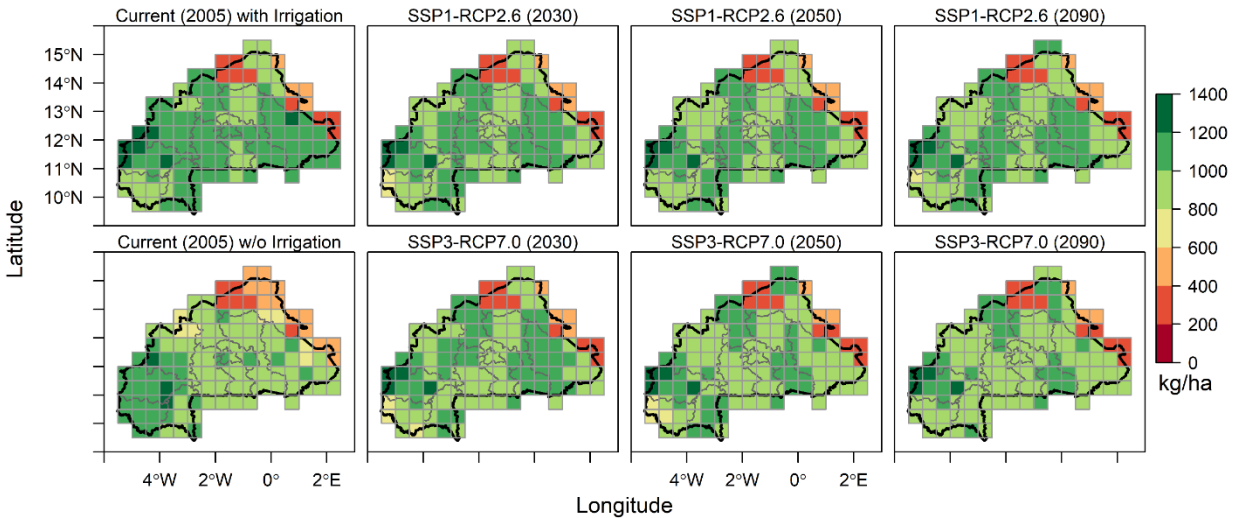 Current (2005) with Irrigation
SSP1-RCP2.6 (2030)
SSP1-RCP2.6 (2050)
SSP1-RCP2.6 (2090)
15°N
14°N
13°N
12°N
11°N
10°N
Latitude
Current (2005) w/o Irrigation
SSP3-RCP7.0 (2030)
SSP3-RCP7.0 (2050)
SSP3-RCP7.0 (2090)
1400
1200
1000
800
600
400
200
0
kg/ha
4°W 2°W 0° 2°E
4°W 2°W 0° 2°E
Longitude